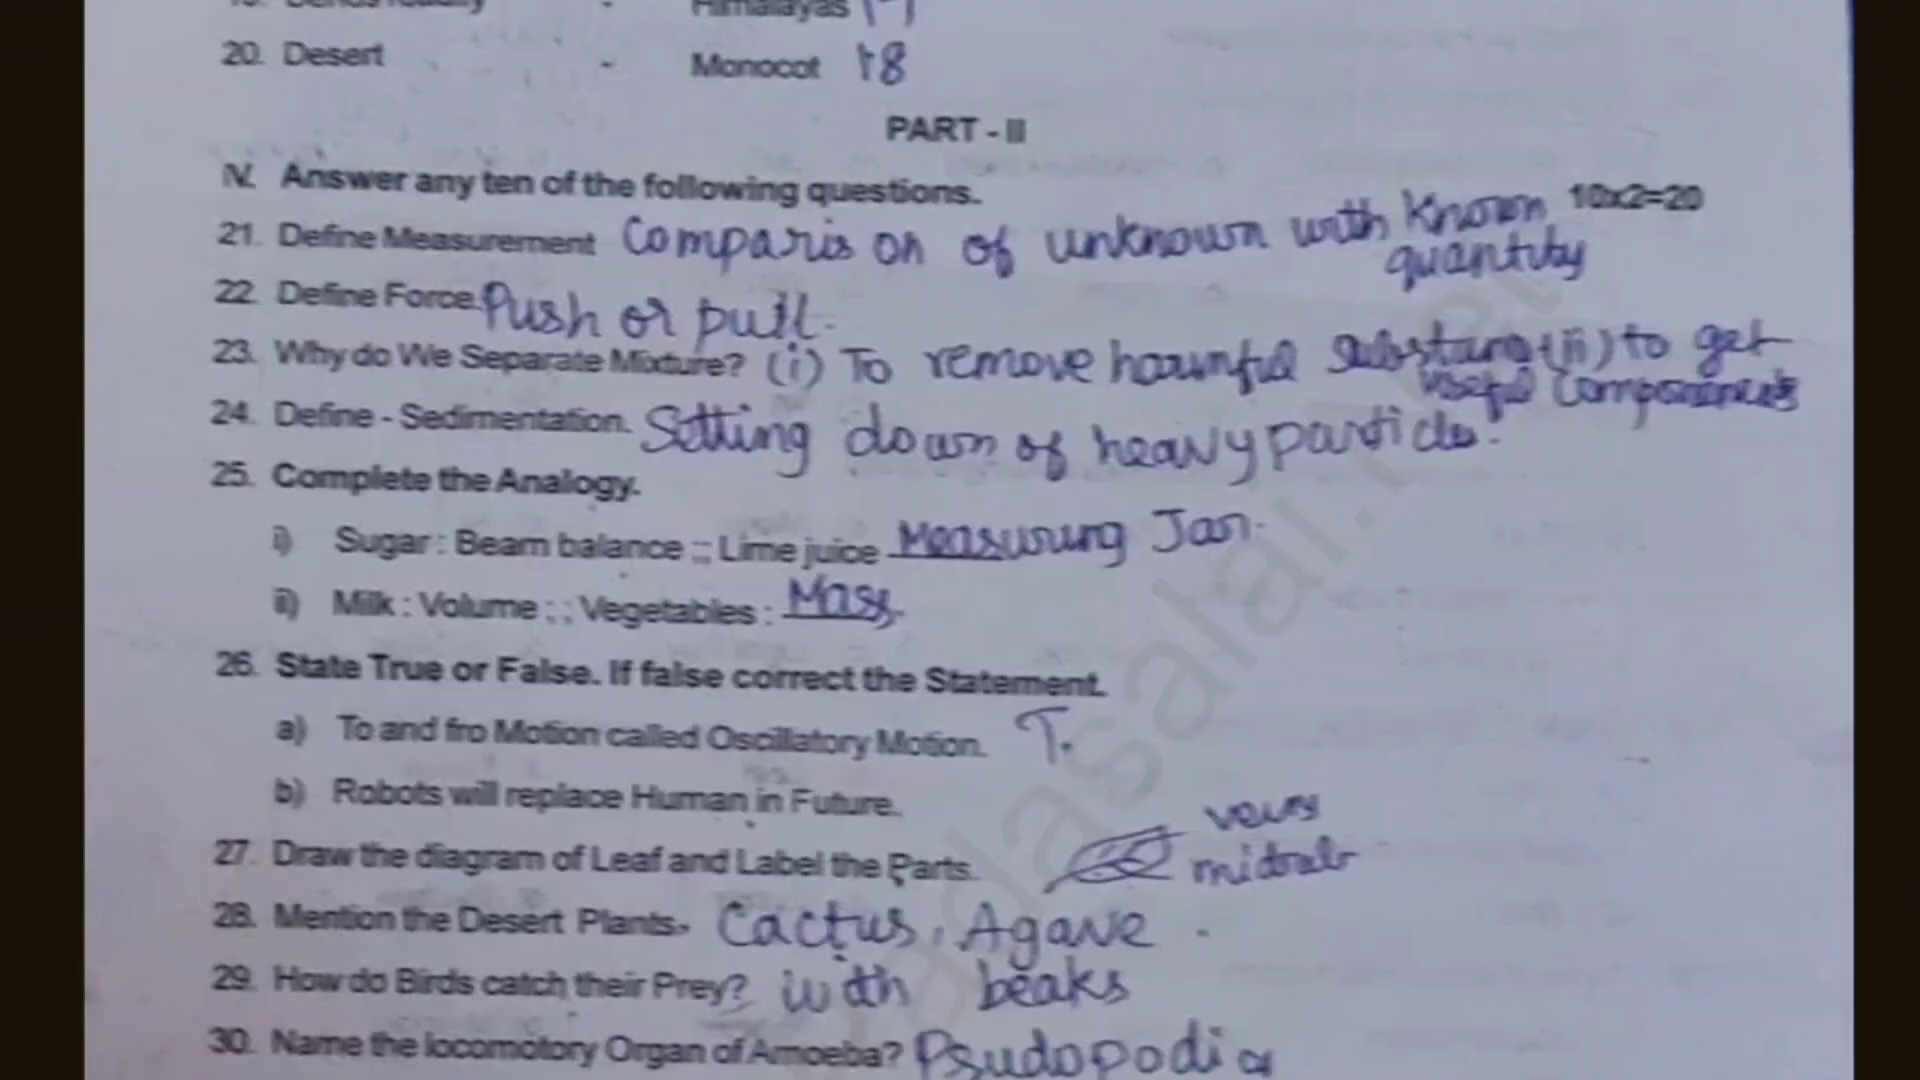 20. Desert - Monocot 18
PART - II
IV. Answer any ten of the following questions. 10x2=20
21. Define Measurement Comparison of unknown with Known
quantity
22. Define Force. Push or pull.
23. Why do We Separate Mixture? (i) To remove harmful (ii) to get
useful Components
24. Define - Sedimentation. Setting down of heavy particle.
25. Complete the Analogy.
i) Sugar : Beam balance ;; Lime juice Measuring Jar.
ii) Milk : Volume ; ; Vegetables : Mass
26. State True or False. If false correct the Statement.
a) To and fro Motion called Oscillatory Motion. T.
b) Robots will replace Human in Future.
veins
27. Draw the diagram of Leaf and Label the Parts. midrib
28. Mention the Desert Plants. Cactus, Agave.
29. How do Birds catch their Prey? with beaks
30. Name the locomotory Organ of Amoeba? Psudopodia